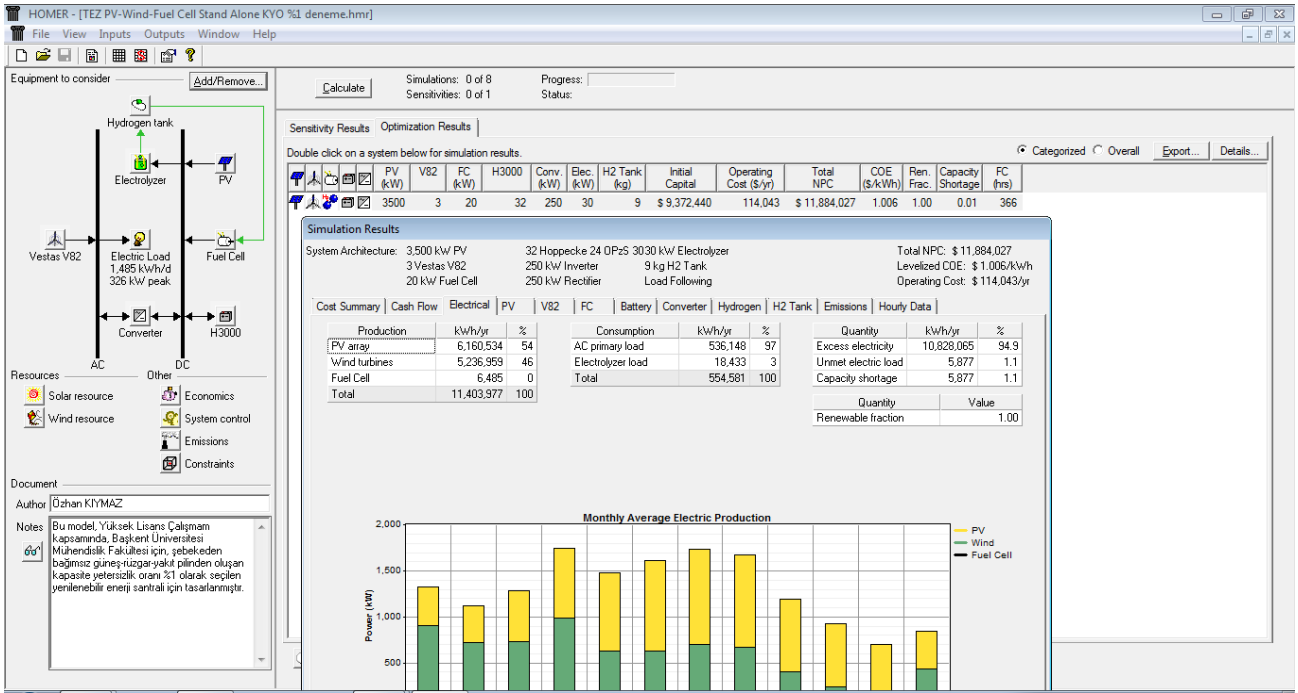 HOMER - [TEZ PV-Wind-Fuel Cell Stand Alone KYO %1 deneme.hmr]
File View Inputs Outputs Window Help
Equipment to consider
Add/Remove...
Hydrogen tank
Electrolyzer
PV
Vestas V82
Electric Load
1,485 kWh/d
326 kW peak
Fuel Cell
Converter
H3000
AC
DC
Resources
Other
Solar resource
Economics
Wind resource
System control
Emissions
Constraints
Document
Author Özhan KIYMAZ
Notes
Bu model, Yüksek Lisans Çalışmam
kapsamında, Başkent Üniversitesi
Mühendislik Fakültesi için, şebekeden
bağımsız güneş-rüzgar-yakıt pilinden oluşan
kapasite yetersizlik oranı %1 olarak seçilen
yenilenebilir enerji santrali için tasarlanmıştır.
Calculate
Simulations: 0 of 8
Progress:
Sensitivities: 0 of 1
Status:
Sensitivity Results Optimization Results
Double click on a system below for simulation results.
Categorized Overall Export... Details...
PV (kW) V82 FC (kW) H3000 Conv. (kW) Elec. (kW) H2 Tank (kg) Initial Capital Operating Cost ($/yr) Total NPC COE ($/kWh) Ren. Frac. Capacity Shortage FC (hrs)
3500 3 20 32 250 30 9 $ 9,372,440 114,043 $ 11,884,027 1.006 1.00 0.01 366
Simulation Results
System Architecture: 3,500 kW PV 32 Hoppecke 24 OPzS 3030 kW Electrolyzer
3 Vestas V82 250 kW Inverter 9 kg H2 Tank
20 kW Fuel Cell 250 kW Rectifier Load Following
Total NPC: $ 11,884,027
Levelized COE: $ 1.006/kWh
Operating Cost: $ 114,043/yr
Cost Summary Cash Flow Electrical PV V82 FC Battery Converter Hydrogen H2 Tank Emissions Hourly Data
Production kWh/yr %
PV array 6,160,534 54
Wind turbines 5,236,959 46
Fuel Cell 6,485 0
Total 11,403,977 100
Consumption kWh/yr %
AC primary load 536,148 97
Electrolyzer load 18,433 3
Total 554,581 100
Quantity kWh/yr %
Excess electricity 10,828,065 94.9
Unmet electric load 5,877 1.1
Capacity shortage 5,877 1.1
Quantity Value
Renewable fraction 1.00
Monthly Average Electric Production
2,000
1,500
1,000
500
Power (kW)
PV
Wind
Fuel Cell